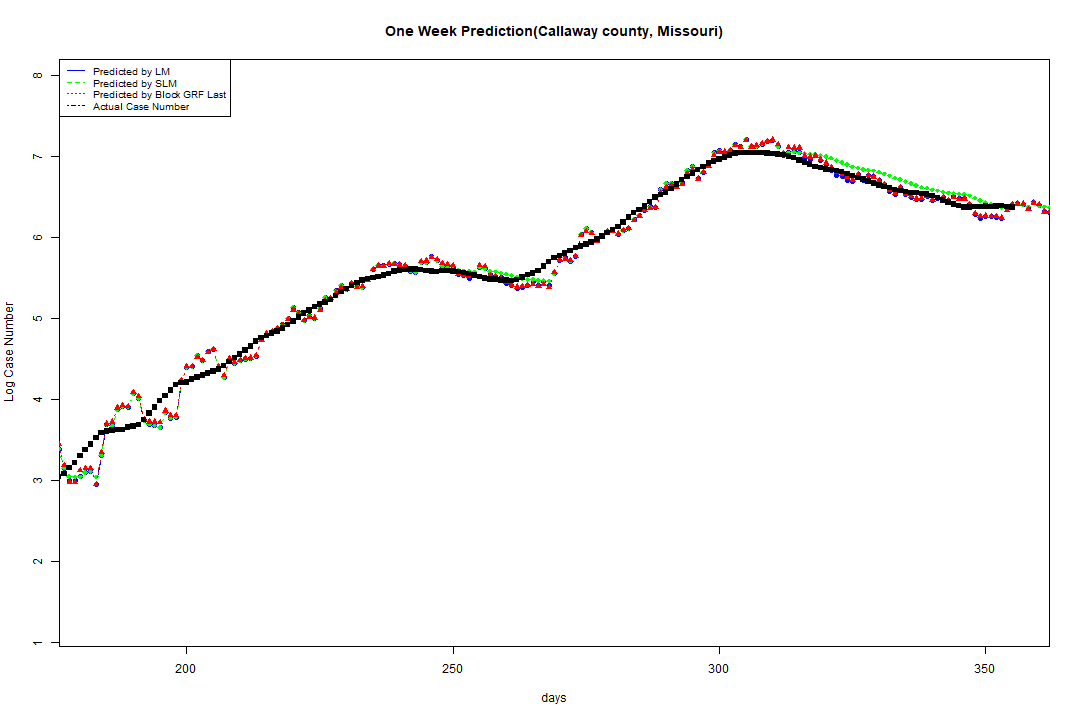 One Week Prediction(Callaway county, Missouri)
Predicted by LM
Predicted by SLM
Predicted by Block GRF Last
Actual Case Number
8
7
6
5
4
3
2
1
Log Case Number
200 250 300 350
days